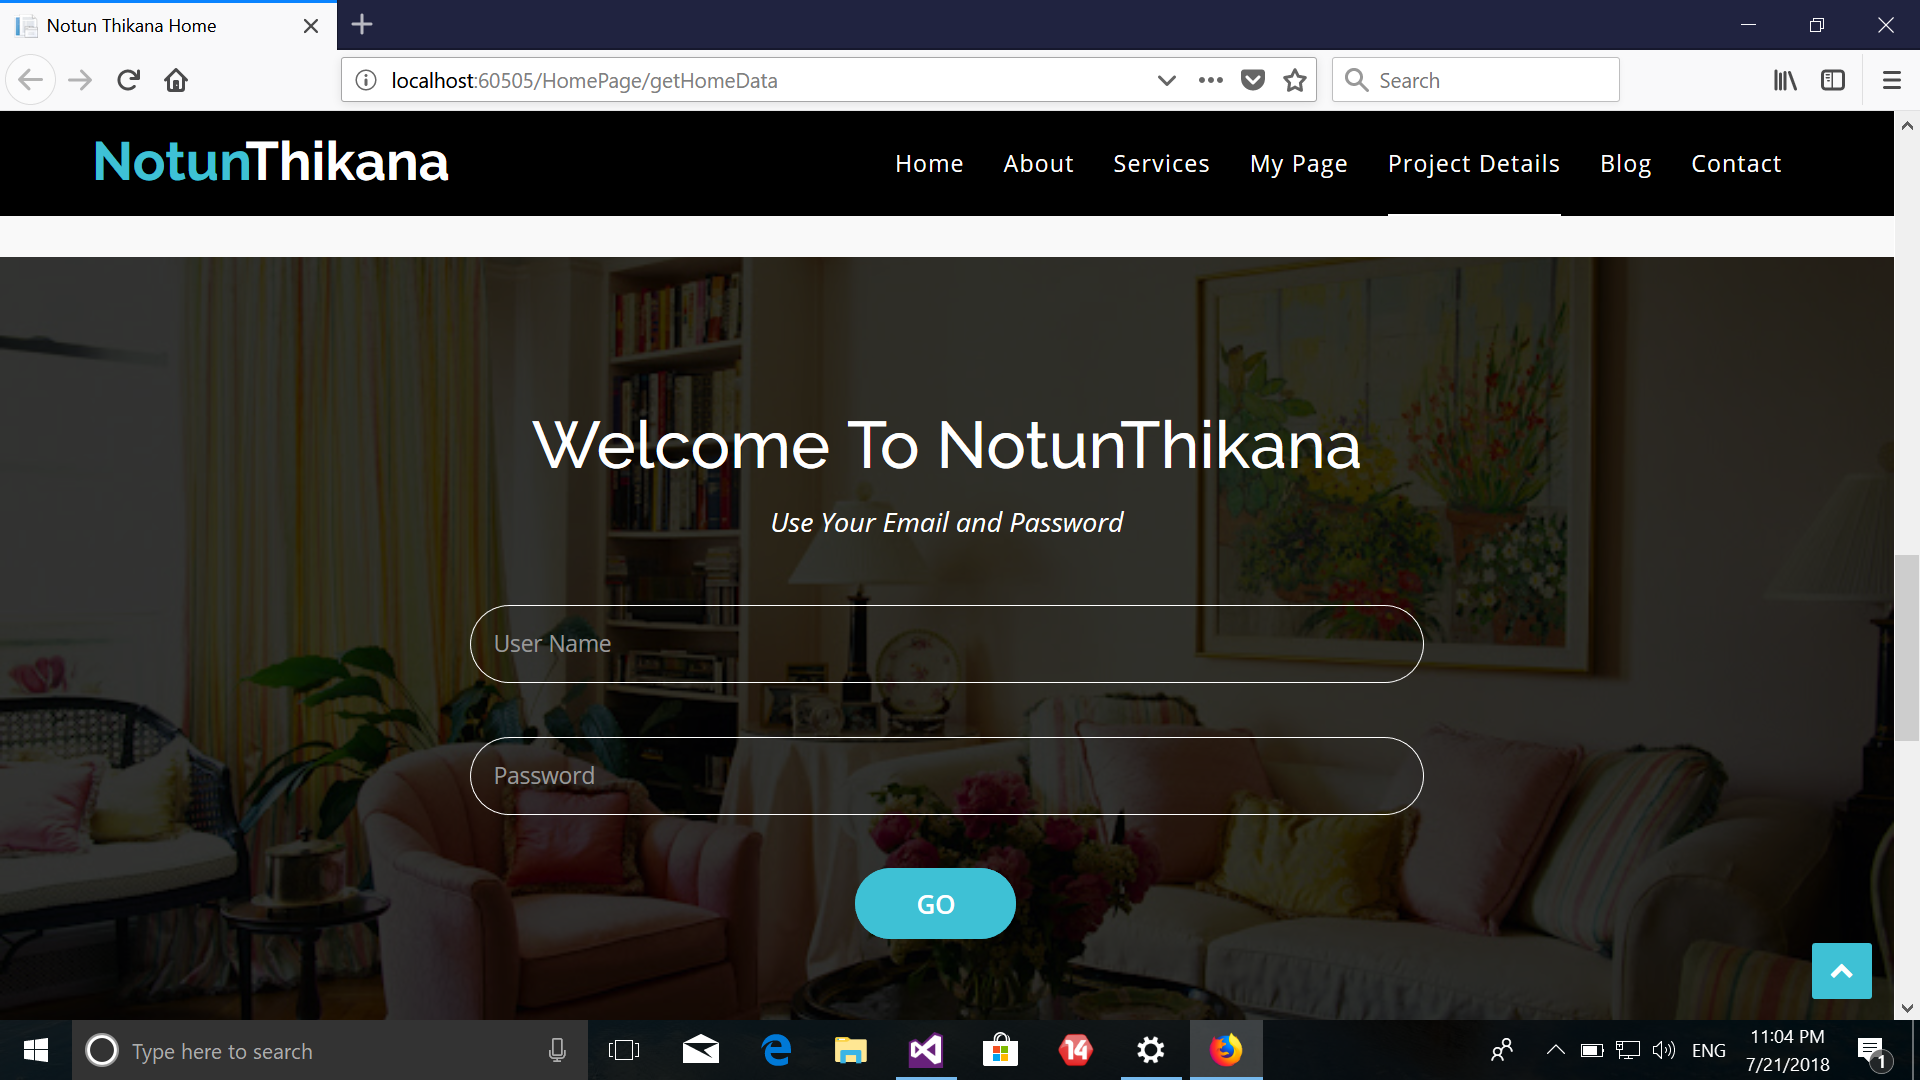 Notun Thikana Home
localhost:60505/HomePage/getHomeData
Search
NotunThikana
Home About Services My Page Project Details Blog Contact
Welcome To NotunThikana
Use Your Email and Password
User Name
Password
GO
Type here to search
14
ENG
11:04 PM
7/21/2018
1